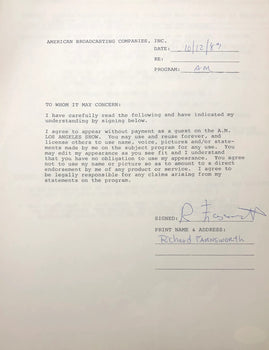 AMERICAN BROADCASTING COMPANIES, INC.
DATE: 10/12/83
RE:
PROGRAM: A.M.
TO WHOM IT MAY CONCERN:
I have carefully read the following and have indicated my
understanding by signing below.
I agree to appear without payment as a guest on the A.M.
LOS ANGELES SHOW. You may use and reuse forever, and
license others to use name, voice, pictures and/or state-
ments made by me on the subject program for any use. You
may edit my appearance as you see fit and I understand
that you have no obligation to use my appearance. You agree
not to use my name or picture so as to amount to a direct
endorsement by me of any product or service. I agree to
be legally responsible for any claims arising from my
statements on the program.
SIGNED: R Farnsworth
PRINT NAME & ADDRESS:
Richard FARNSWORTH